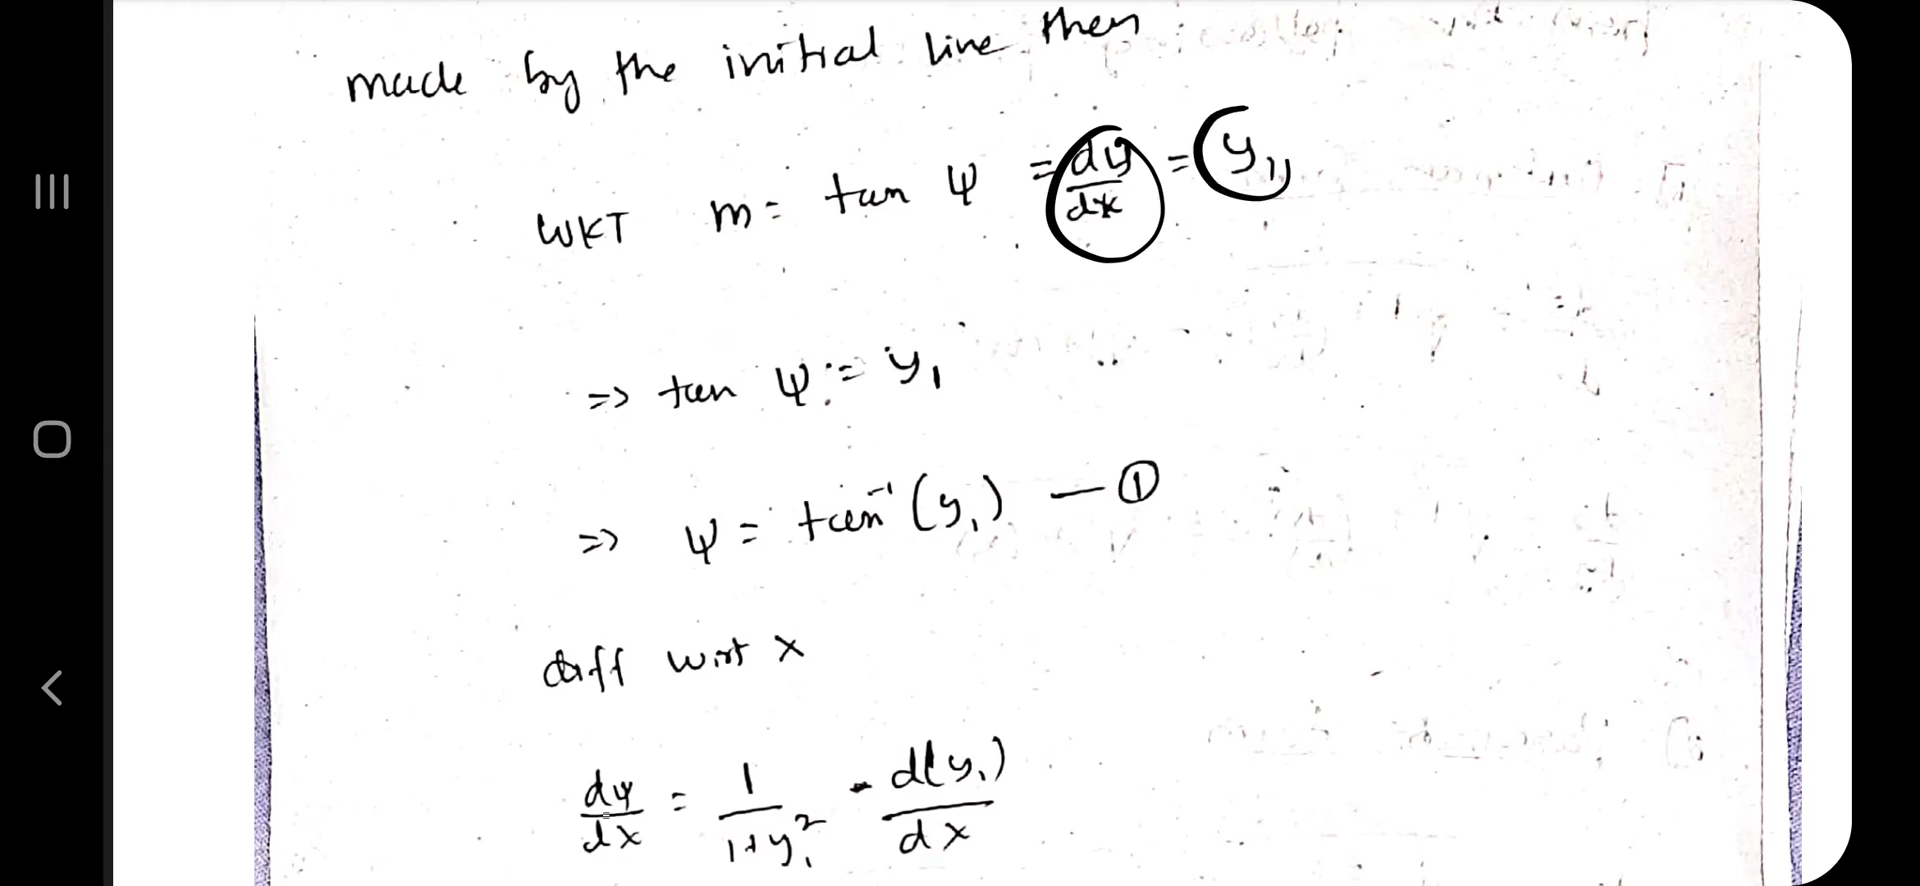 made by the initial line then
WKT m = tan ψ = dy/dx = y₁
=> tan ψ = y₁
=> ψ = tan⁻¹(y₁) — ①
diff wrt x
dψ/dx = 1/(1+y₁²) · d(y₁)/dx